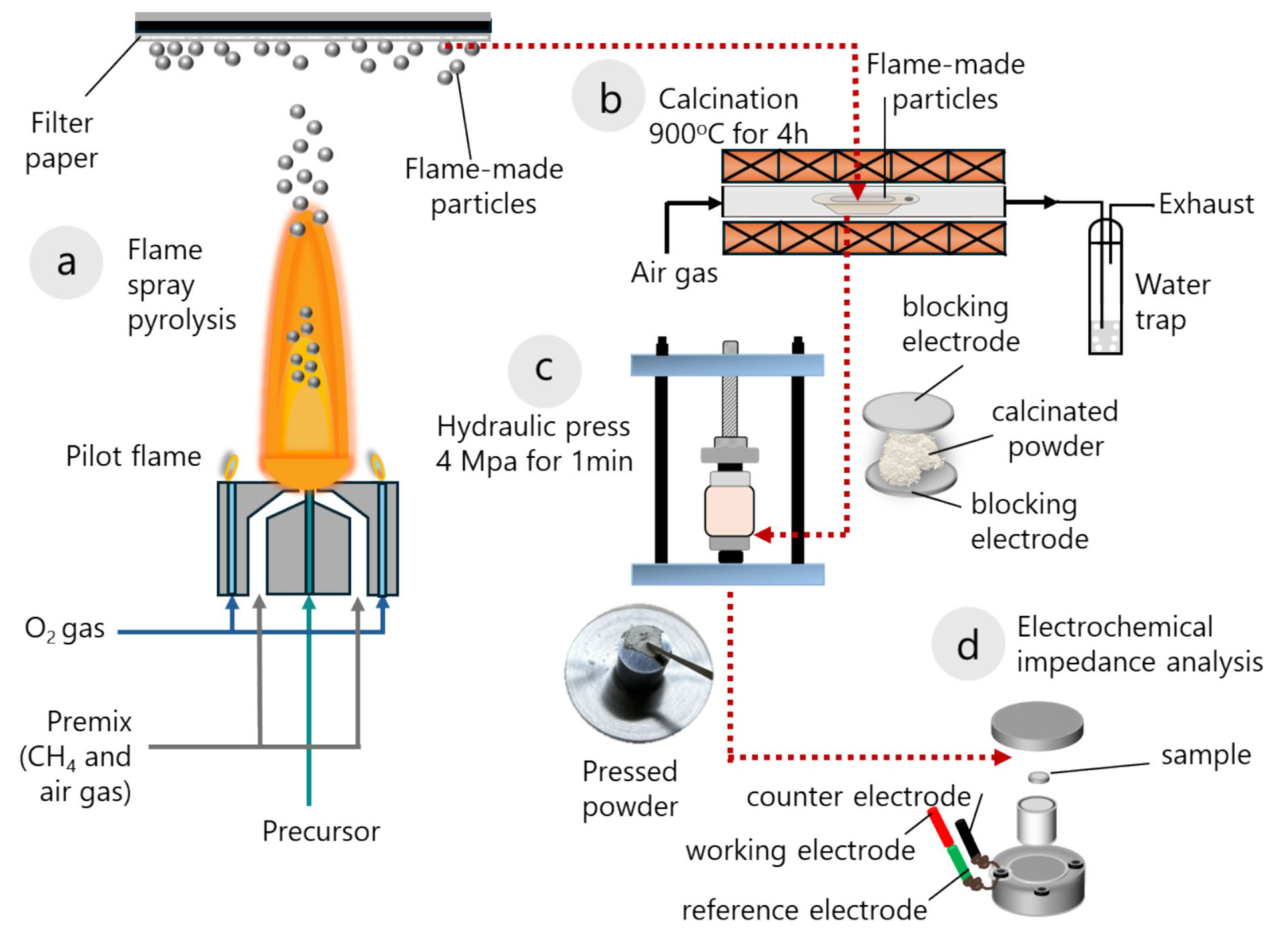 Filter
paper
Flame-made
particles
a
Flame
spray
pyrolysis
Pilot flame
O₂ gas
Premix
(CH₄ and
air gas)
Precursor
b
Calcination
900°C for 4h
Flame-made
particles
Air gas
Exhaust
Water
trap
c
Hydraulic press
4 Mpa for 1min
blocking
electrode
calcinated
powder
blocking
electrode
Pressed
powder
d
Electrochemical
impedance analysis
sample
counter electrode
working electrode
reference electrode